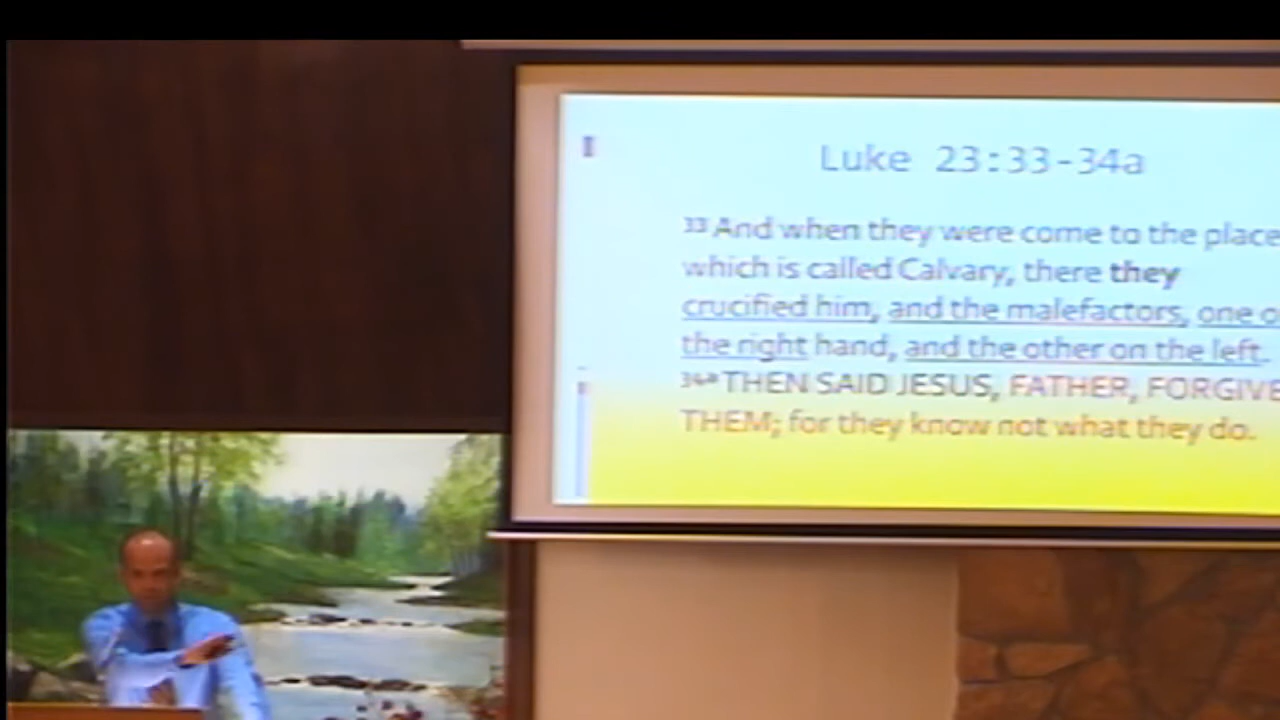 Luke 23:33-34a
33 And when they were come to the place
which is called Calvary, there they
crucified him, and the malefactors, one o
the right hand, and the other on the left.
34a THEN SAID JESUS, FATHER, FORGIVE
THEM; for they know not what they do.